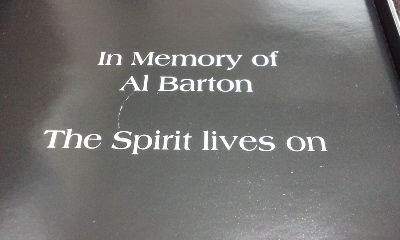 In Memory of
Al Barton
The Spirit lives on